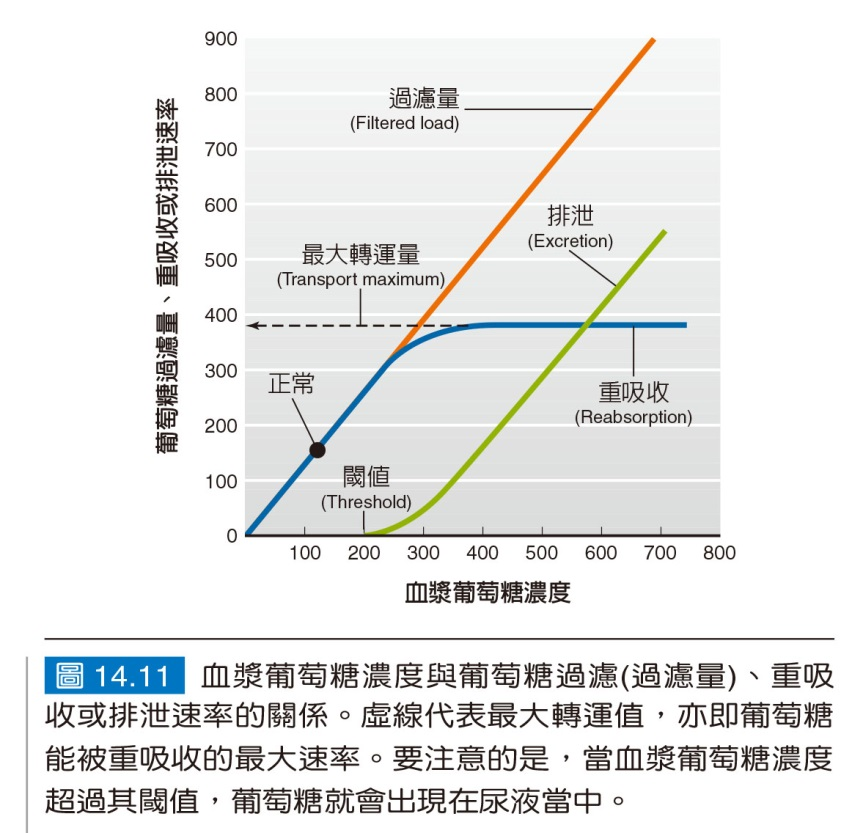 900
800
過濾量
(Filtered load)
700
600
排泄
(Excretion)
500
最大轉運量
(Transport maximum)
400
300
正常
重吸收
(Reabsorption)
200
100
閾值
(Threshold)
0
100 200 300 400 500 600 700 800
葡萄糖過濾量、重吸收或排泄速率
血漿葡萄糖濃度
圖 14.11 血漿葡萄糖濃度與葡萄糖過濾(過濾量)、重吸
收或排泄速率的關係。虛線代表最大轉運值，亦即葡萄糖
能被重吸收的最大速率。要注意的是，當血漿葡萄糖濃度
超過其閾值，葡萄糖就會出現在尿液當中。